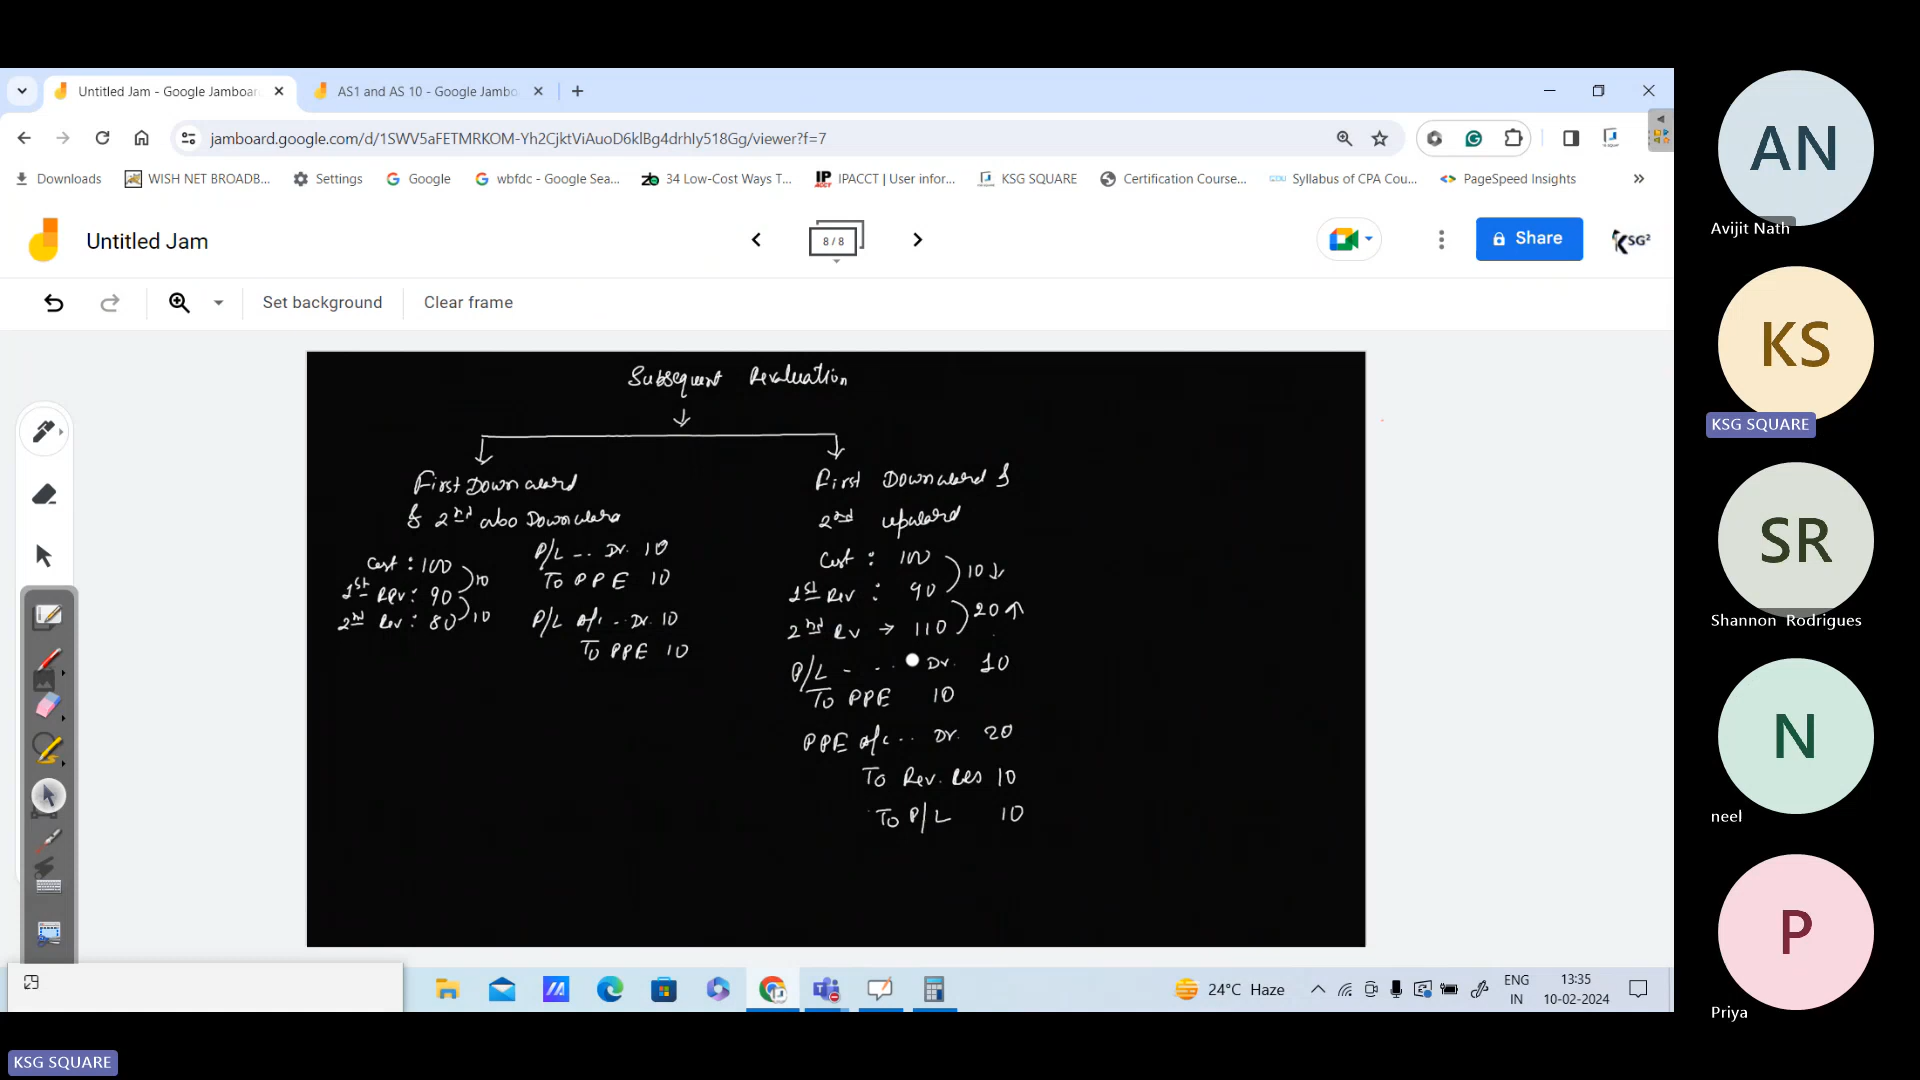 Untitled Jam - Google Jamboar
AS1 and AS 10 - Google Jambo
jamboard.google.com/d/1SWV5aFETMRKOM-Yh2CjktViAuoD6klBg4drhIy518Gg/viewer?f=7
Downloads
WISH NET BROADB...
Settings
Google
wbfdc - Google Sea...
34 Low-Cost Ways T...
IPACCT | User infor...
KSG SQUARE
Certification Course...
Syllabus of CPA Cou...
PageSpeed Insights
Untitled Jam
8 / 8
Share
KSG²
Set background
Clear frame
Subsequent Revaluation
First Downward
& 2nd also Downward
Cost : 100
1st Rev : 90
2nd Rev : 80
10
10
P/L ... Dr. 10
To PPE 10
P/L a/c .. Dr. 10
To PPE 10
First Downward &
2nd upward
Cost : 100
1st Rev : 90
2nd Rv → 110
10 ↓
20 ↑
P/L - . . . Dr. 10
To PPE 10
PPE a/c .. Dr. 20
To Rev. Res 10
To P/L 10
24°C Haze
ENG
IN
13:35
10-02-2024
AN
Avijit Nath
KS
KSG SQUARE
SR
Shannon Rodrigues
N
neel
P
Priya
KSG SQUARE